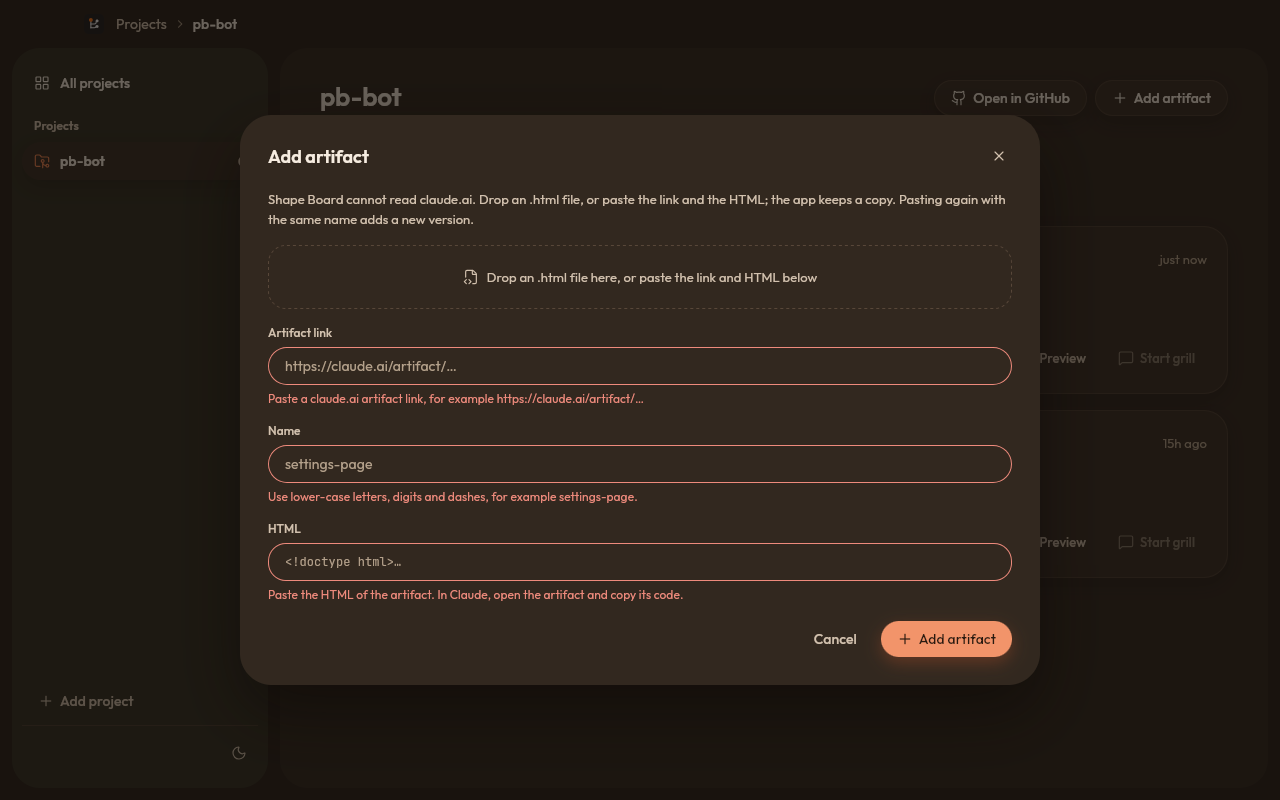 Projects > pb-bot
All projects
Projects
pb-bot
pb-bot
Open in GitHub
Add artifact
Add artifact
Shape Board cannot read claude.ai. Drop an .html file, or paste the link and the HTML; the app keeps a copy. Pasting again with
the same name adds a new version.
Drop an .html file here, or paste the link and HTML below
Artifact link
https://claude.ai/artifact/…
Paste a claude.ai artifact link, for example https://claude.ai/artifact/…
Name
settings-page
Use lower-case letters, digits and dashes, for example settings-page.
HTML
<!doctype html>…
Paste the HTML of the artifact. In Claude, open the artifact and copy its code.
Cancel
Add artifact
just now
Preview
Start grill
15h ago
Preview
Start grill
Add project